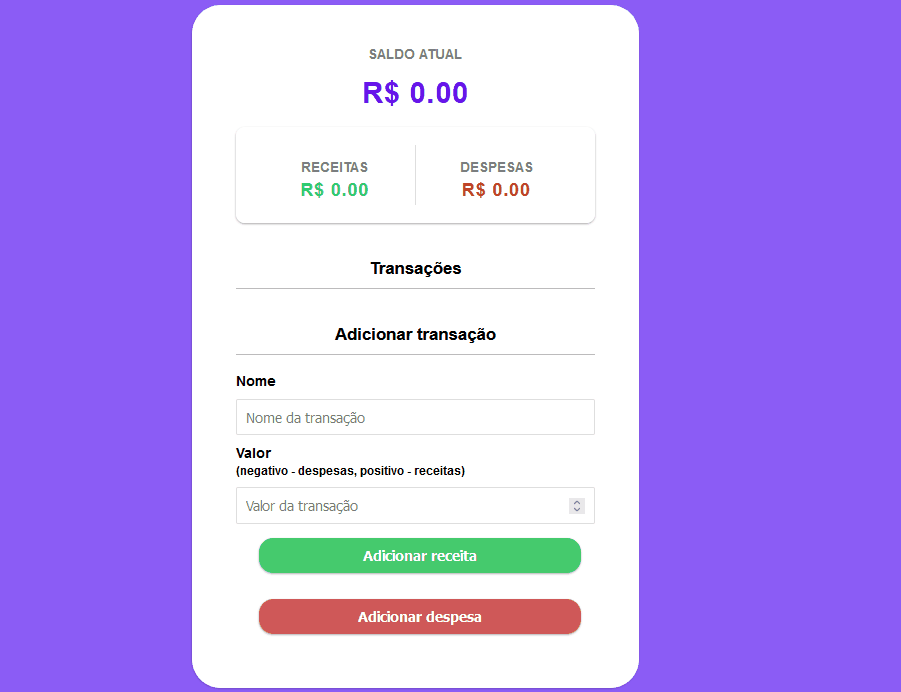 SALDO ATUAL
R$ 0.00
RECEITAS
R$ 0.00
DESPESAS
R$ 0.00
Transações
Adicionar transação
Nome
Nome da transação
Valor
(negativo - despesas, positivo - receitas)
Valor da transação
Adicionar receita
Adicionar despesa